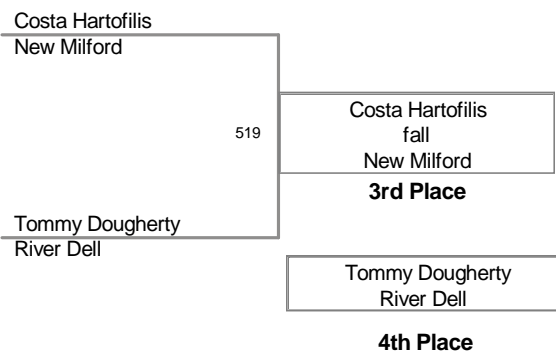 Costa Hartofilis
New Milford
519
Costa Hartofilis
fall
New Milford
3rd Place
Tommy Dougherty
River Dell
Tommy Dougherty
River Dell
4th Place